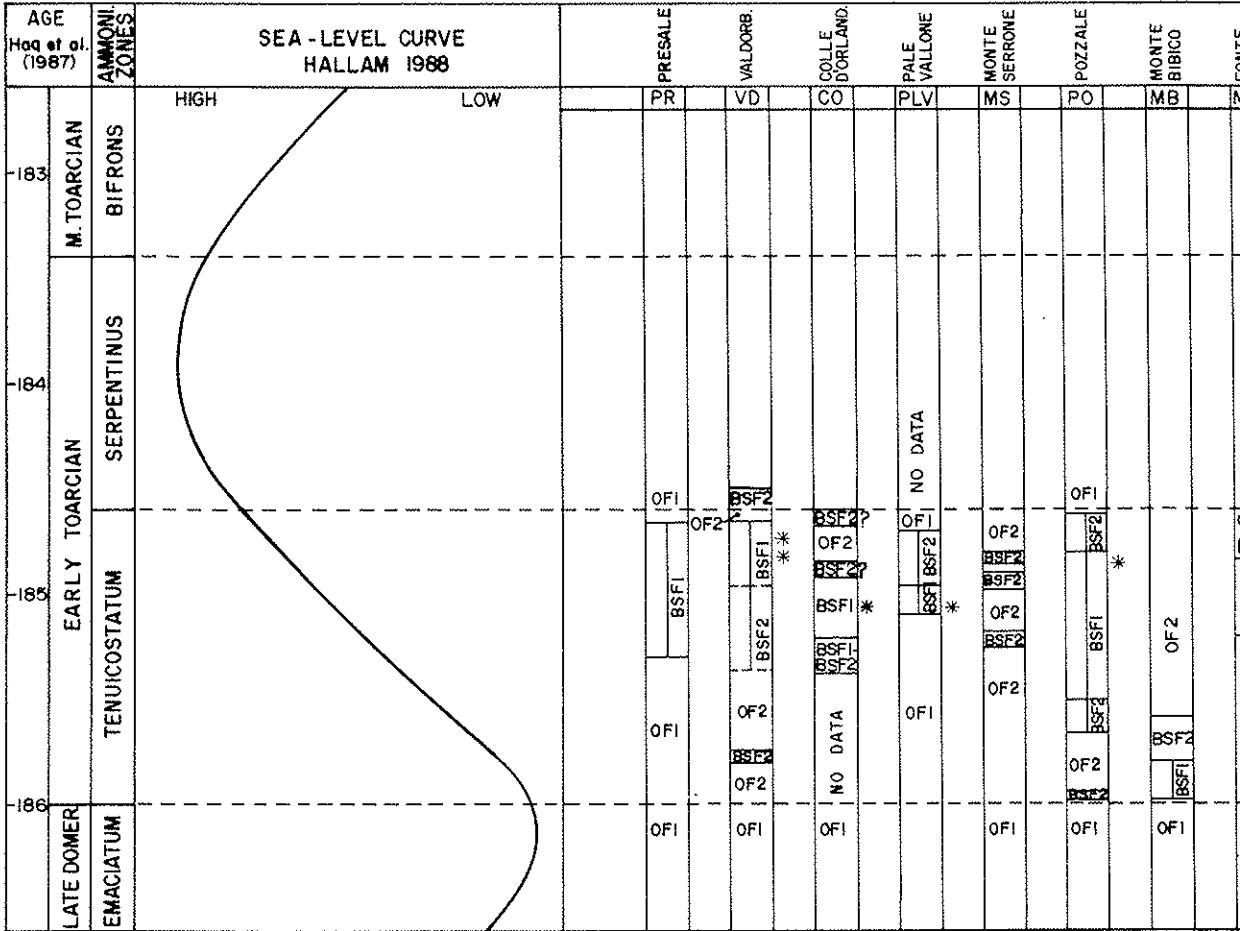 AGE
Haq et al.
(1987)
AMMONI.
ZONES
SEA-LEVEL CURVE
HALLAM 1988
PRESALE
VALDORB.
COLLE
D'ORLAND.
PALE
VALLONE
MONTE
SERRONE
POZZALE
MONTE
BIBICO
HIGH
LOW
PR
VD
CO
PLV
MS
PO
MB
-183
-184
-185
-186
M. TOARCIAN
EARLY TOARCIAN
LATE DOMER
BIFRONS
SERPENTINUS
TENUICOSTATUM
EMACIATUM
OF1
BSF1
OF1
OF1
BSF2
OF2
BSF1
*
*
BSF2
OF2
BSF2
OF2
OF1
BSF2?
OF2
BSF2?
BSF1 *
BSF1-
BSF2
NO DATA
OF1
NO DATA
OF1
BSF2
BSF1 *
OF1
OF2
BSF2
BSF2
OF2
BSF2
OF2
OF1
OF1
BSF2
*
BSF1
BSF2
OF2
BSF2
OF1
OF2
BSF2
BSF1
OF1